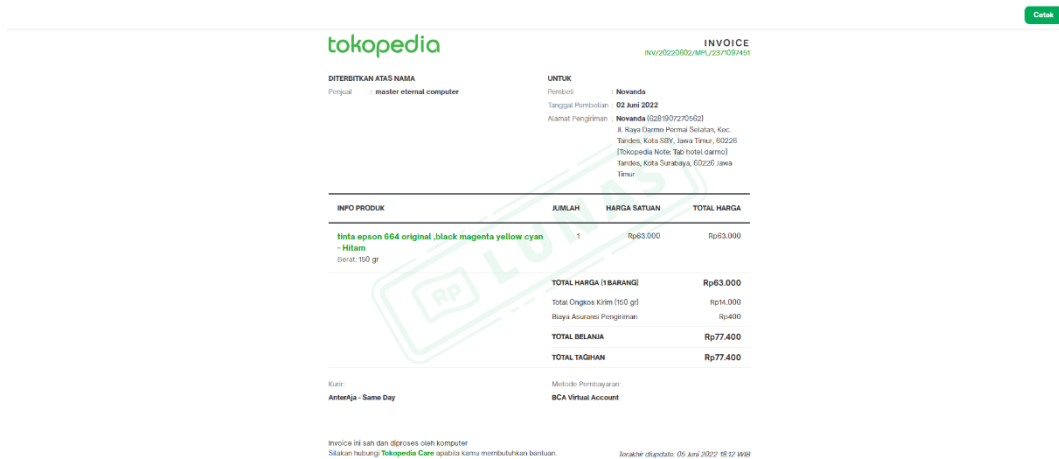 Cetak
tokopedia
INVOICE
INV/20220602/MPL/2371097451
DITERBITKAN ATAS NAMA
Penjual : master eternal computer
UNTUK
Pembeli : Novanda
Tanggal Pembelian : 02 Juni 2022
Alamat Pengiriman : Novanda (6281907270562)
Jl. Raya Darmo Permai Selatan, Kec.
Tandes, Kota SBY, Jawa Timur, 60226
[Tokopedia Note: Tab hotel darmo]
Tandes, Kota Surabaya, 60226 Jawa
Timur
INFO PRODUK JUMLAH HARGA SATUAN TOTAL HARGA
tinta epson 664 original ,black magenta yellow cyan 1 Rp63.000 Rp63.000
- Hitam
Berat: 150 gr
Rp LUNAS
TOTAL HARGA (1 BARANG) Rp63.000
Total Ongkos Kirim (150 gr) Rp14.000
Biaya Asuransi Pengiriman Rp400
TOTAL BELANJA Rp77.400
TOTAL TAGIHAN Rp77.400
Kurir:
AnterAja - Same Day
Metode Pembayaran:
BCA Virtual Account
Invoice ini sah dan diproses oleh komputer
Silakan hubungi Tokopedia Care apabila kamu membutuhkan bantuan.
Terakhir diupdate: 05 Juni 2022 18:12 WIB